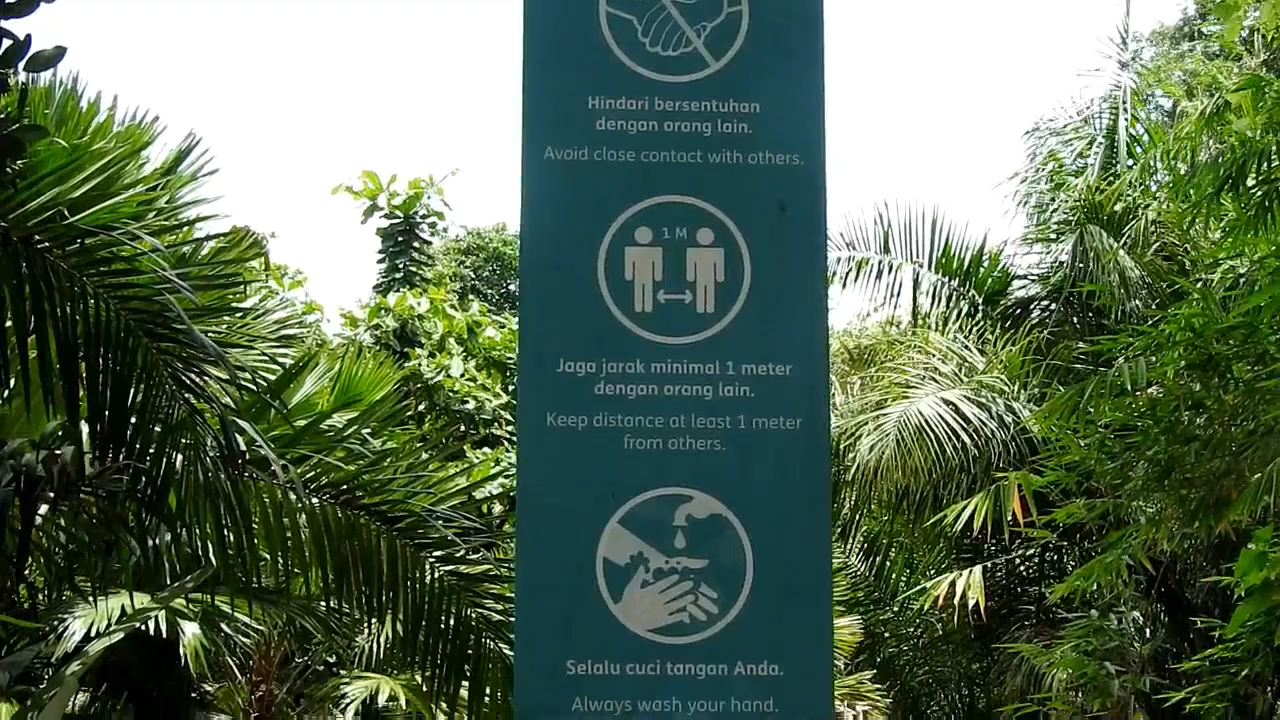 Hindari bersentuhan
dengan orang lain.
Avoid close contact with others.
1 M
Jaga jarak minimal 1 meter
dengan orang lain.
Keep distance at least 1 meter
from others.
Selalu cuci tangan Anda.
Always wash your hand.